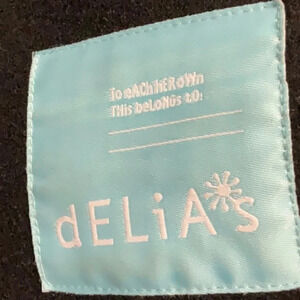 To eACh hER oWn
THis beLoNGs tO:
dELiA*s